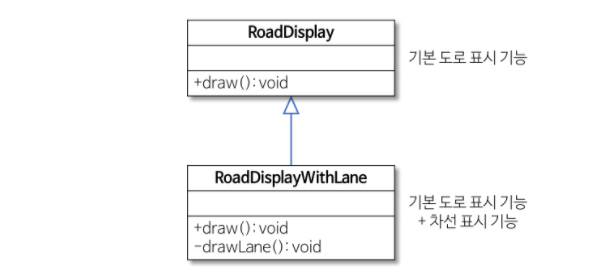 RoadDisplay
기본 도로 표시 기능
+draw(): void
RoadDisplayWithLane
기본 도로 표시 기능
+ 차선 표시 기능
+draw(): void
-drawLane(): void